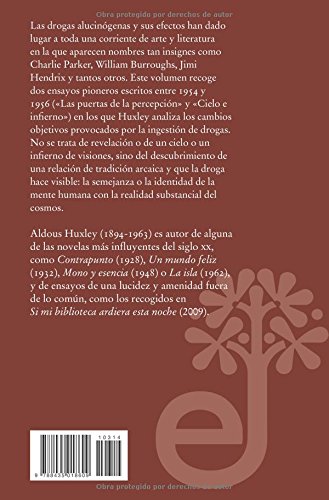 Obra protegida por derechos de autor
Las drogas alucinógenas y sus efectos han dado
lugar a toda una corriente de arte y literatura
en la que aparecen nombres tan insignes como
Charlie Parker, William Burroughs, Jimi
Hendrix y tantos otros. Este volumen recoge
dos ensayos pioneros escritos entre 1954 y
1956 («Las puertas de la percepción» y «Cielo e
infierno») en los que Huxley analiza los cambios
objetivos provocados por la ingestión de drogas.
No se trata de revelación o de un cielo o un
infierno de visiones, sino del descubrimiento de
una relación de tradición arcaica y que la droga
hace visible: la semejanza o la identidad de la
mente humana con la realidad substancial del
cosmos.
Aldous Huxley (1894-1963) es autor de alguna
de las novelas más influyentes del siglo XX,
como Contrapunto (1928), Un mundo feliz
(1932), Mono y esencia (1948) o La isla (1962),
y de ensayos de una lucidez y amenidad fuera
de lo común, como los recogidos en
Si mi biblioteca ardiera esta noche (2009).
e
10314
9 788435 018609
Obra protegida por derechos de autor